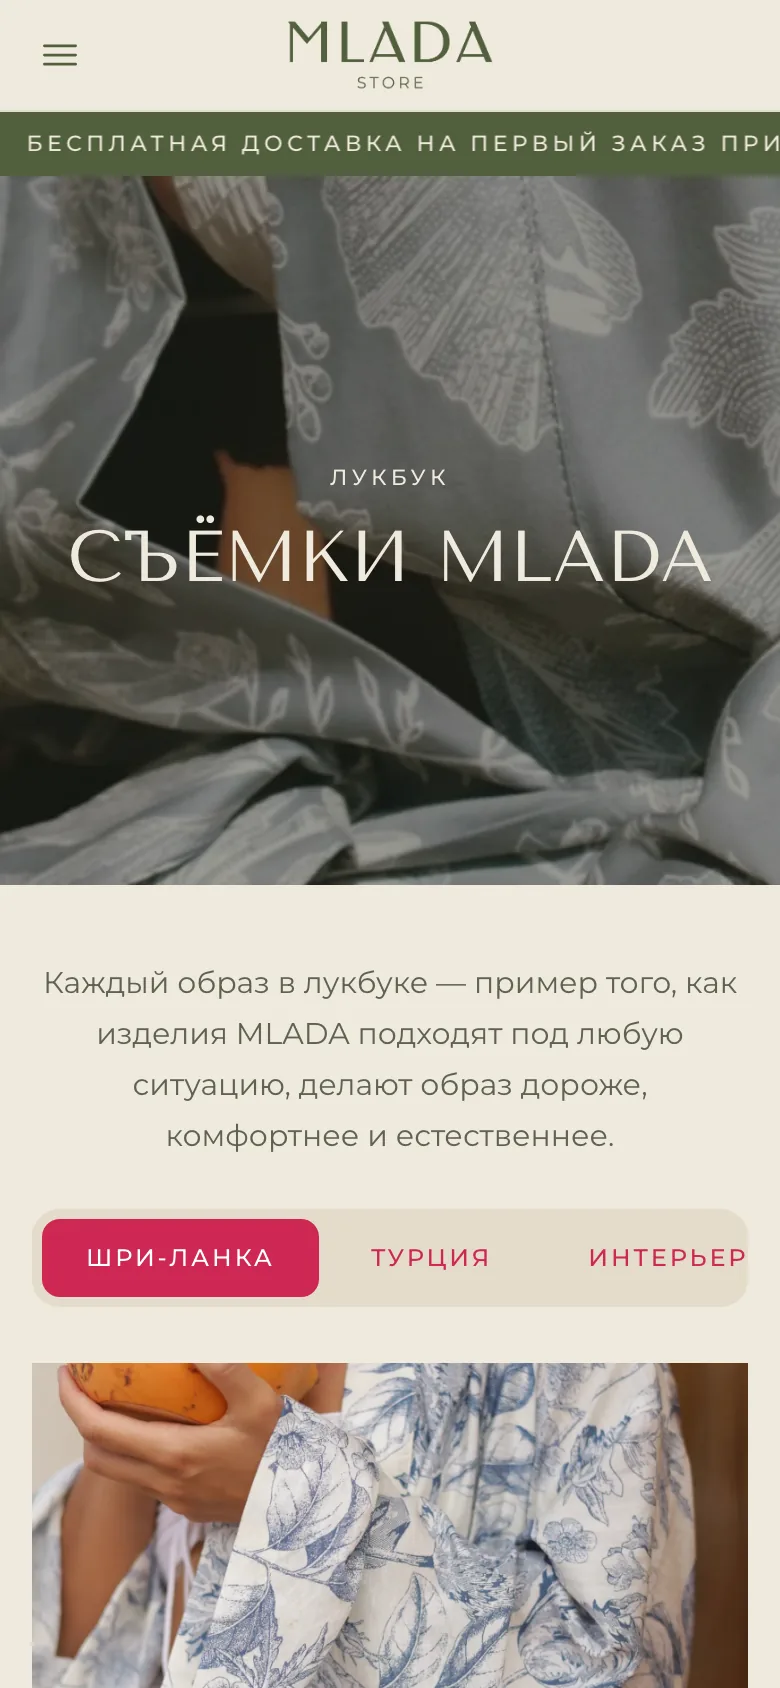 MLADA
STORE
БЕСПЛАТНАЯ ДОСТАВКА НА ПЕРВЫЙ ЗАКАЗ ПРИ
ЛУКБУК
СЪЁМКИ MLADA
Каждый образ в лукбуке — пример того, как
изделия MLADA подходят под любую
ситуацию, делают образ дороже,
комфортнее и естественнее.
ШРИ-ЛАНКА ТУРЦИЯ ИНТЕРЬЕР